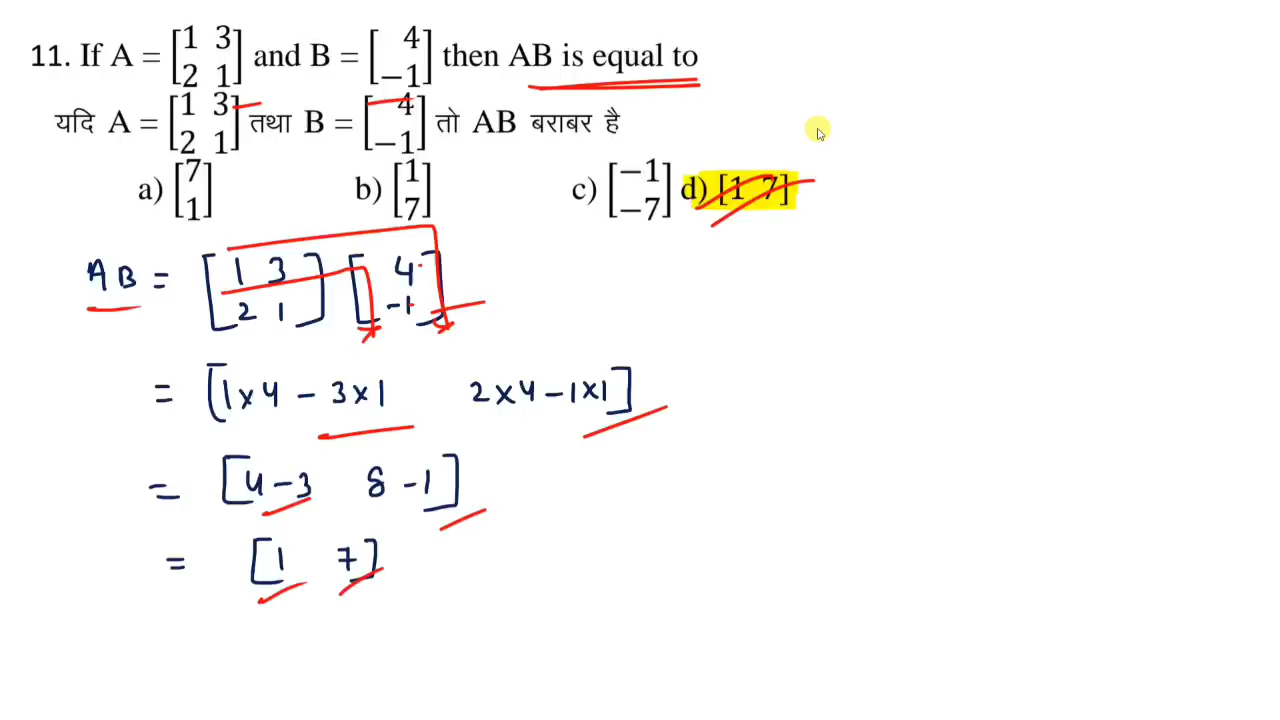 11. If A = [1 3 2 1] and B = [4 −1] then AB is equal to
यदि A = [1 3 2 1] तथा B = [4 −1] तो AB बराबर है
a) [7 1] b) [1 7] c) [−1 −7] d) [1 7]
AB = [1 3 2 1] [4 -1]
= [1×4 - 3×1 2×4-1×1]
= [4-3 8-1]
= [1 7]